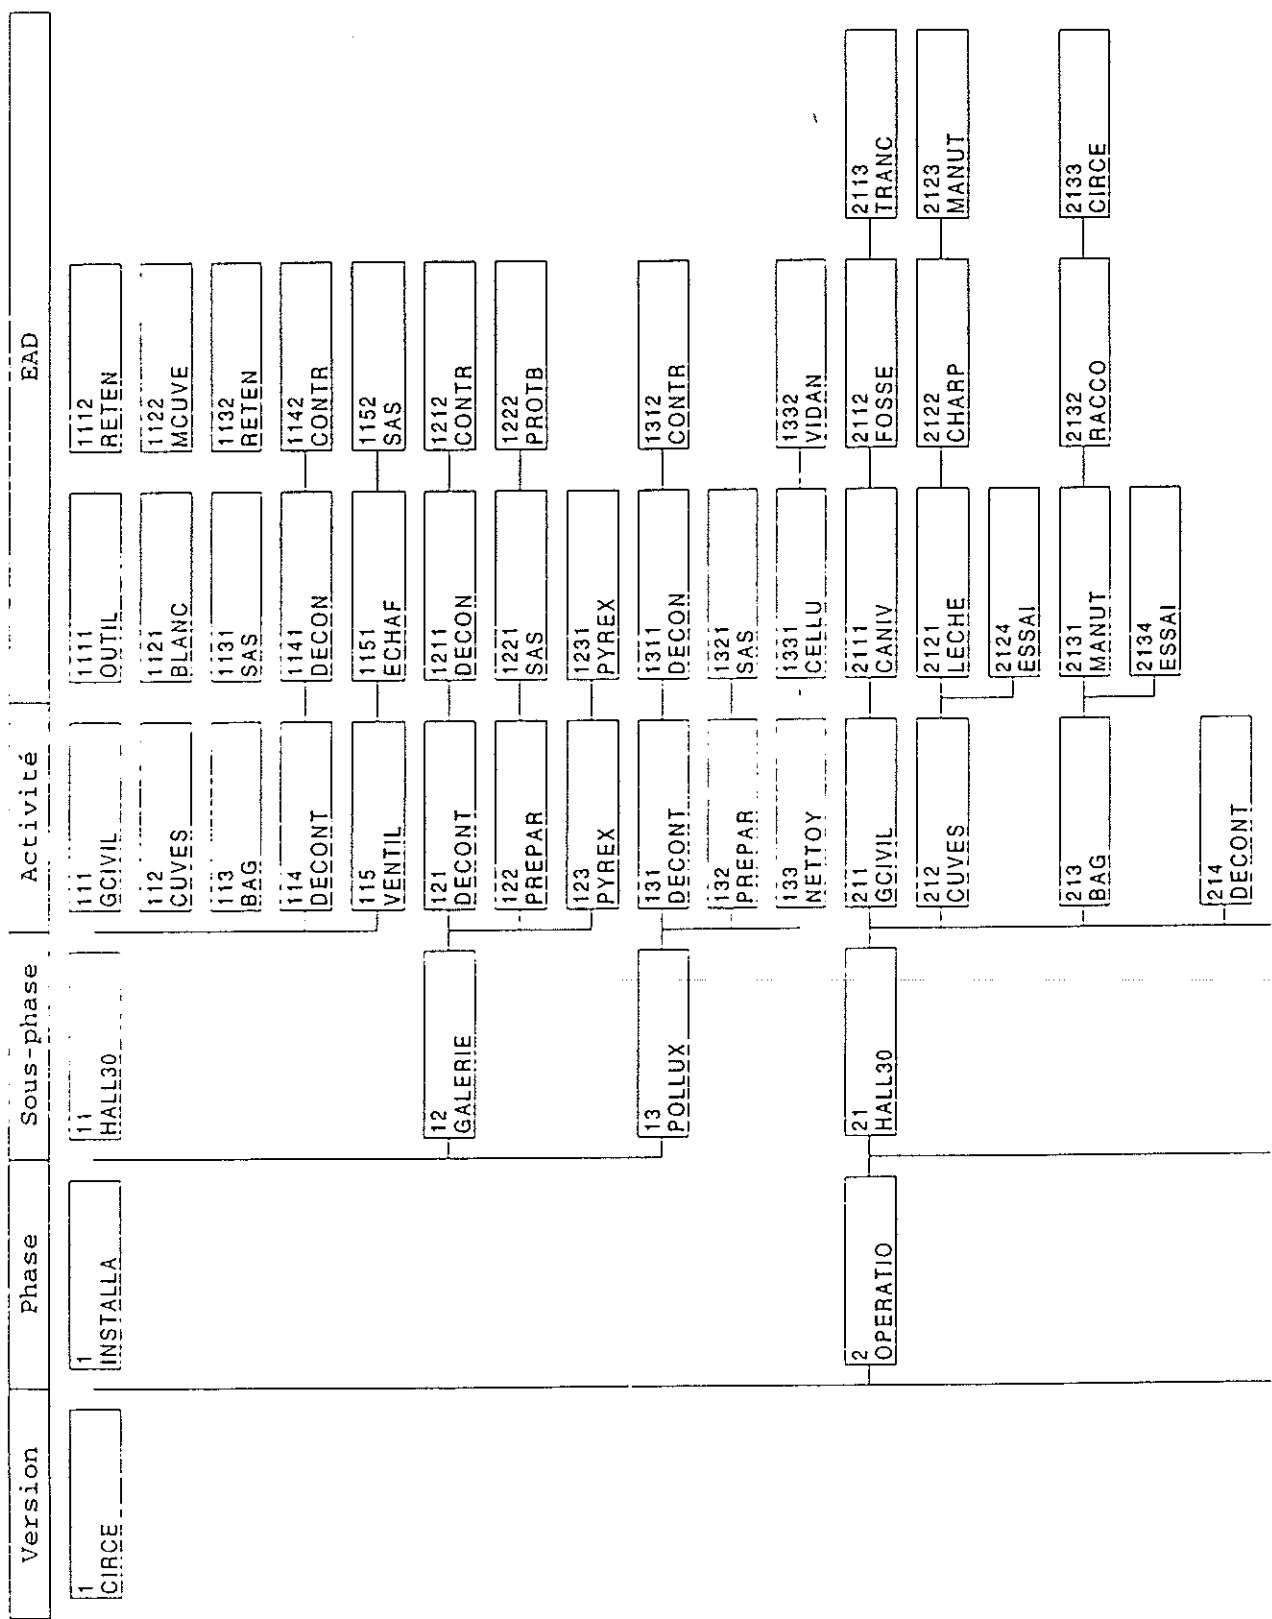 Version
Phase
Sous-phase
Activité
EAD
1
CIRCE
1
INSTALLA
11
HALL30
111
GCIVIL
1111
OUTIL
1112
RETEN
112
CUVES
1121
BLANC
1122
MCUVE
113
BAG
1131
SAS
1132
RETEN
114
DECONT
1141
DECON
1142
CONTR
115
VENTIL
1151
ECHAF
1152
SAS
12
GALERIE
121
DECONT
1211
DECON
1212
CONTR
122
PREPAR
1221
SAS
1222
PROTB
123
PYREX
1231
PYREX
13
POLLUX
131
DECONT
1311
DECON
1312
CONTR
132
PREPAR
1321
SAS
133
NETTOY
1331
CELLU
1332
VIDAN
2
OPERATIO
21
HALL30
211
GCIVIL
2111
CANIV
2112
FOSSE
2113
TRANC
212
CUVES
2121
LECHE
2122
CHARP
2123
MANUT
2124
ESSAI
213
BAG
2131
MANUT
2132
RACCO
2133
CIRCE
2134
ESSAI
214
DECONT